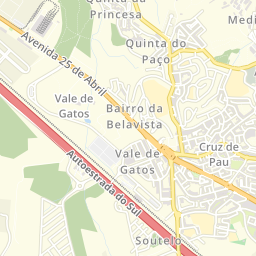 Quinta da
Princesa
Quinta do
Paço
Avenida 25 de Abril
Vale de
Gatos
Bairro da
Belavista
Cruz de
Pau
Vale de
Gatos
Autoestrada do Sul
Soutelo